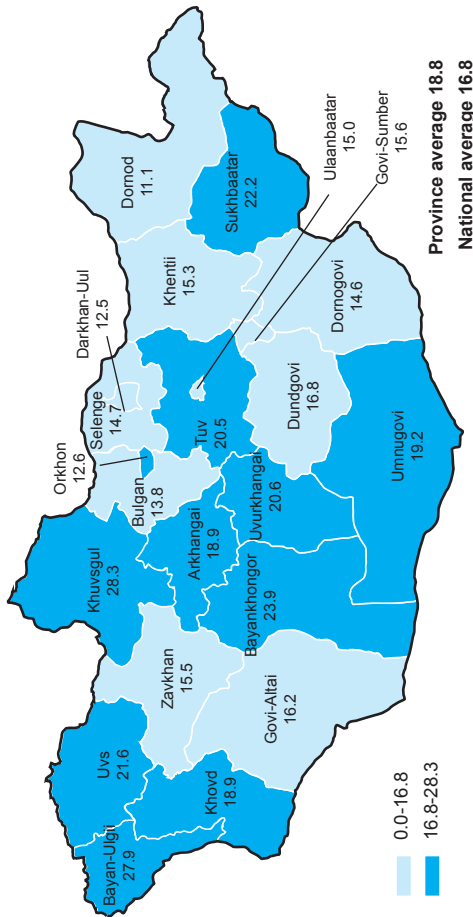 Bayan-Ulgii
27.9
Uvs
21.6
Khovd
18.9
Zavkhan
15.5
Govi-Altai
16.2
Khuvsgul
28.3
Bayankhongor
23.9
Arkhangai
18.9
Uvurkhangai
20.6
Orkhon
12.6
Bulgan
13.8
Selenge
14.7
Darkhan-Uul
12.5
Tuv
20.5
Dundgovi
16.8
Umnugovi
19.2
Khentii
15.3
Dornod
11.1
Sukhbaatar
22.2
Dornogovi
14.6
Ulaanbaatar
15.0
Govi-Sumber
15.6
0.0-16.8
16.8-28.3
Province average 18.8
National average 16.8